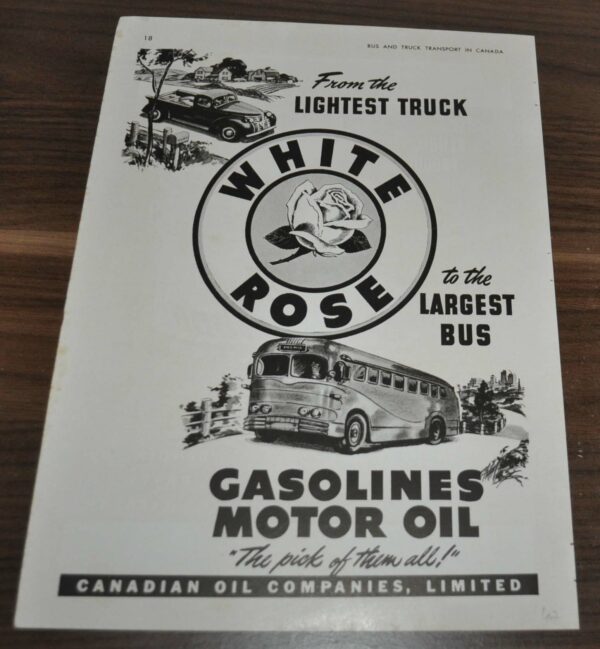 18
BUS AND TRUCK TRANSPORT IN CANADA
From the
LIGHTEST TRUCK
WHITE
ROSE
to the
LARGEST
BUS
GASOLINES
MOTOR OIL
"The pick of them all!"
CANADIAN OIL COMPANIES, LIMITED